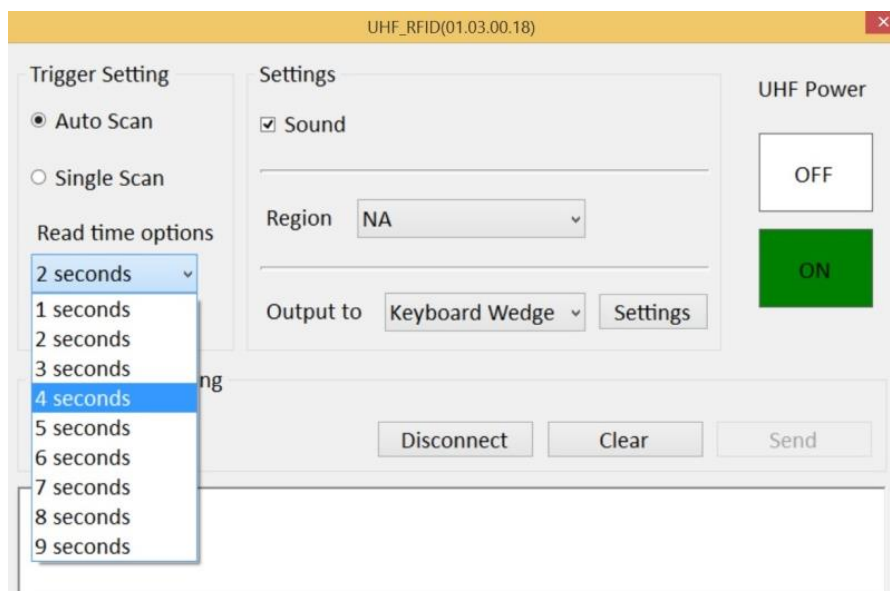 UHF_RFID(01.03.00.18)
Trigger Setting
Auto Scan
Single Scan
Read time options
2 seconds
1 seconds
2 seconds
3 seconds
4 seconds
5 seconds
6 seconds
7 seconds
8 seconds
9 seconds
Settings
Sound
Region NA
Output to Keyboard Wedge Settings
UHF Power
OFF
ON
ng
Disconnect Clear Send